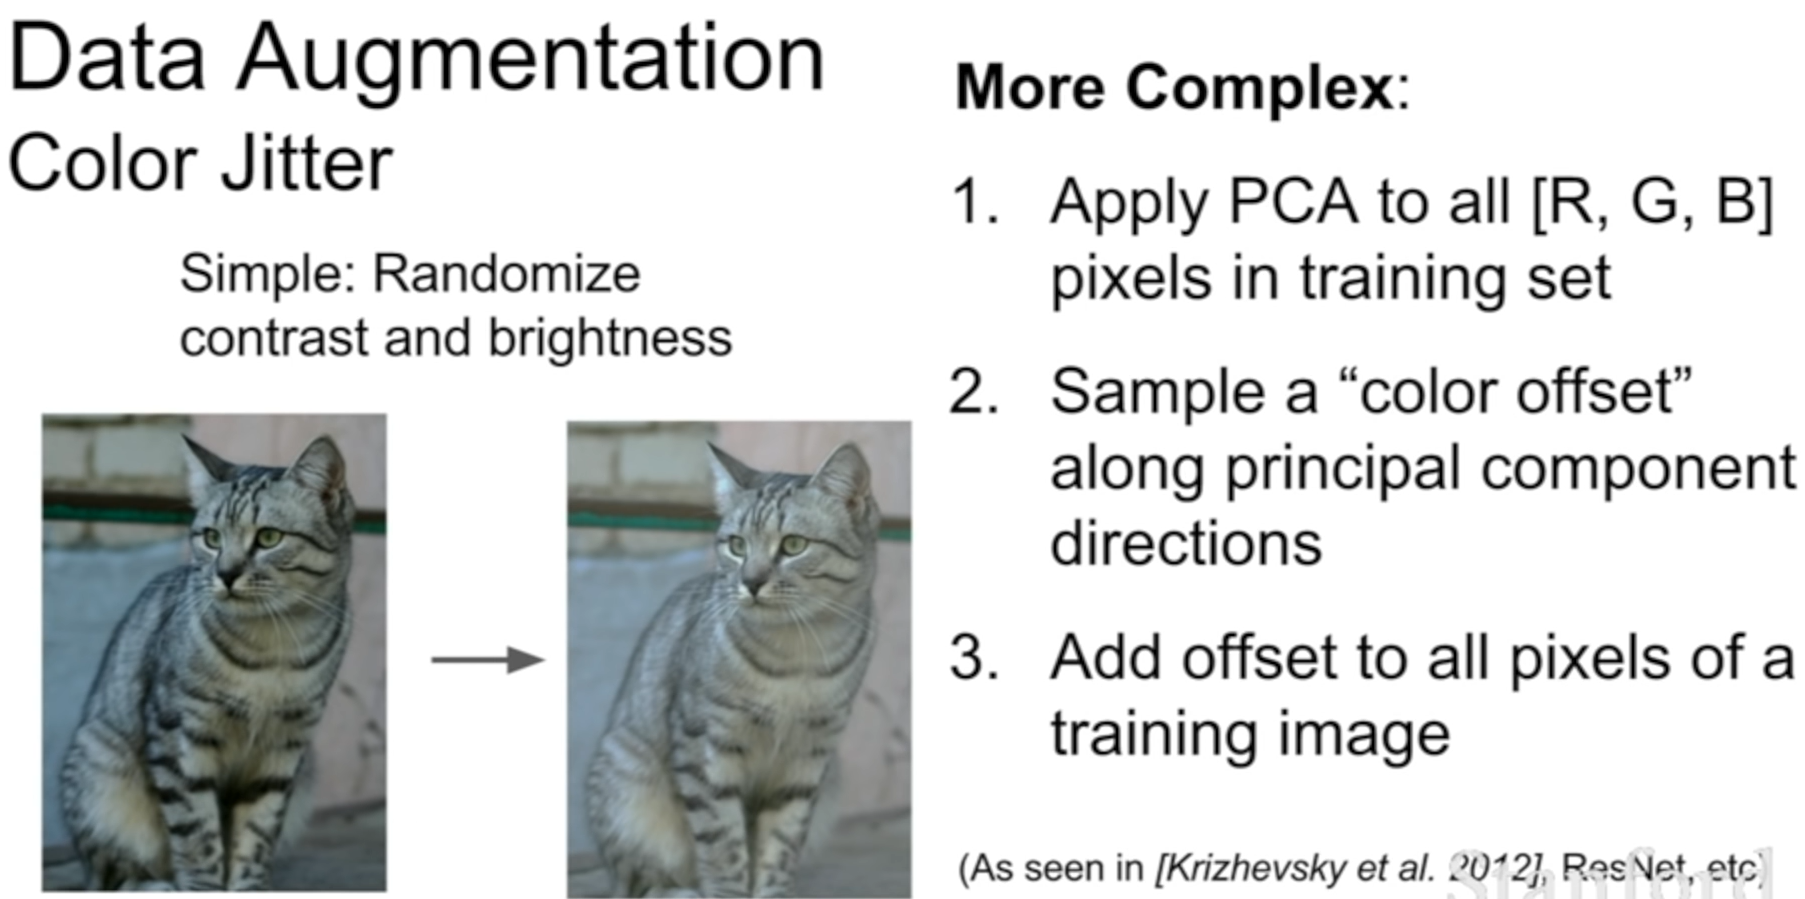 Data Augmentation
Color Jitter
Simple: Randomize
contrast and brightness
More Complex:
1. Apply PCA to all [R, G, B]
pixels in training set
2. Sample a “color offset”
along principal component
directions
3. Add offset to all pixels of a
training image
(As seen in [Krizhevsky et al. 2012], ResNet, etc)
Stanford